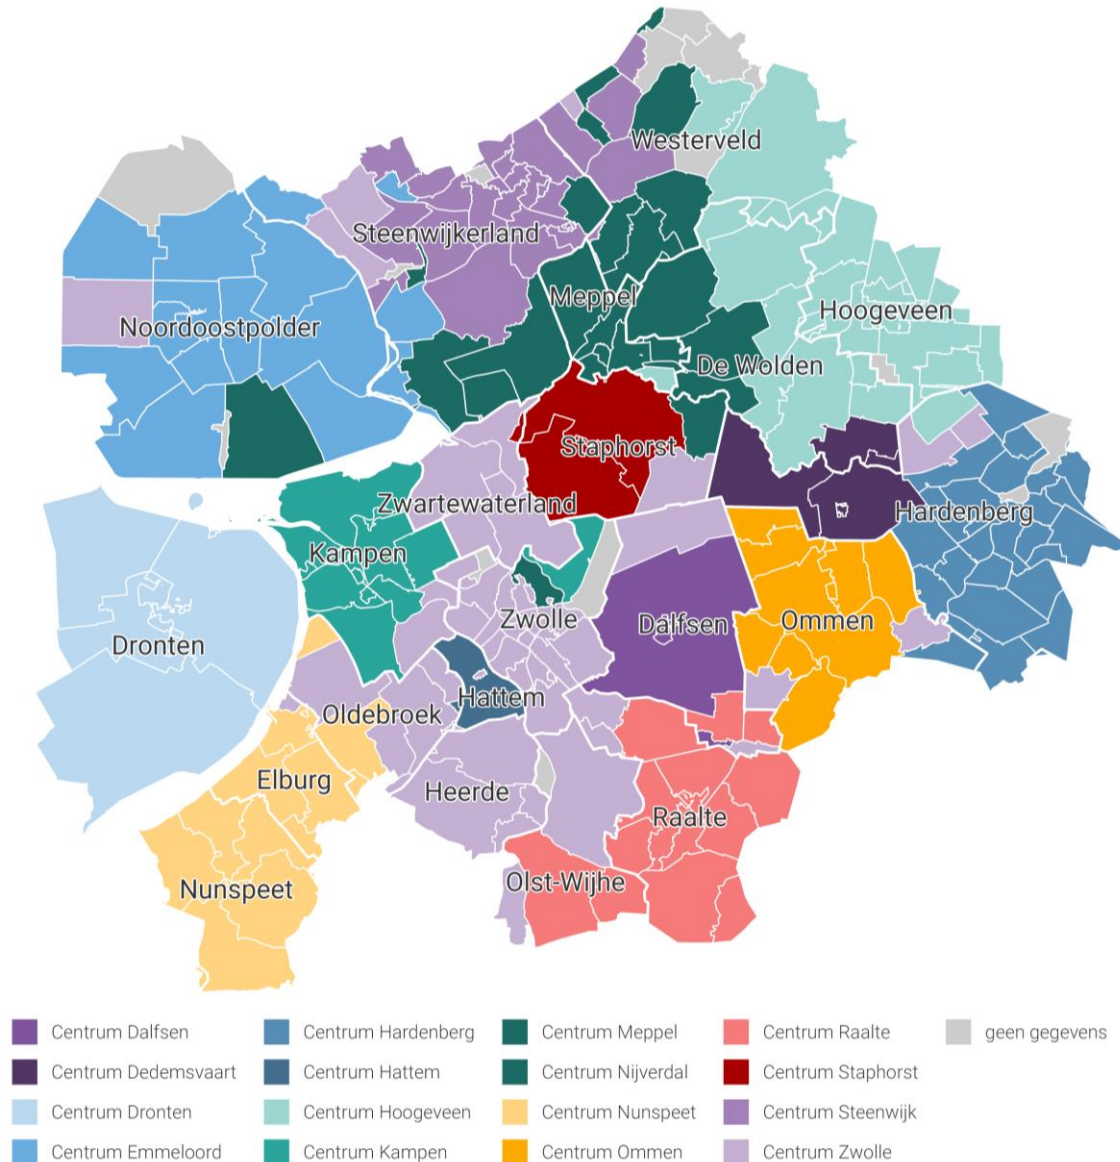 Westerveld
Steenwijkerland
Meppel
Hoogeveen
Noordoostpolder
De Wolden
Staphorst
Zwartewaterland
Hardenberg
Kampen
Zwolle
Dalfsen
Ommen
Dronten
Hattem
Oldebroek
Elburg
Heerde
Raalte
Nunspeet
Olst-Wijhe
Centrum Dalfsen
Centrum Hardenberg
Centrum Meppel
Centrum Raalte
geen gegevens
Centrum Dedemsvaart
Centrum Hattem
Centrum Nijverdal
Centrum Staphorst
Centrum Dronten
Centrum Hoogeveen
Centrum Nunspeet
Centrum Steenwijk
Centrum Emmeloord
Centrum Kampen
Centrum Ommen
Centrum Zwolle